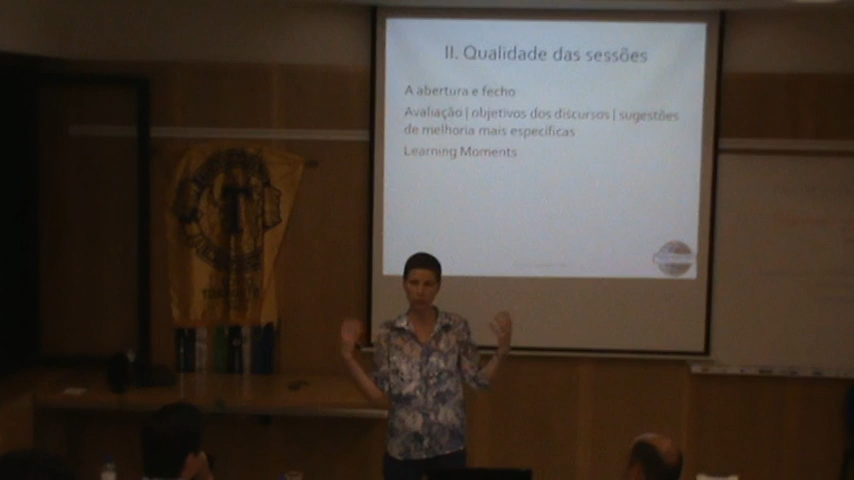 II. Qualidade das sessões
A abertura e fecho
Avaliação | objetivos dos discursos | sugestões
de melhoria mais específicas
Learning Moments